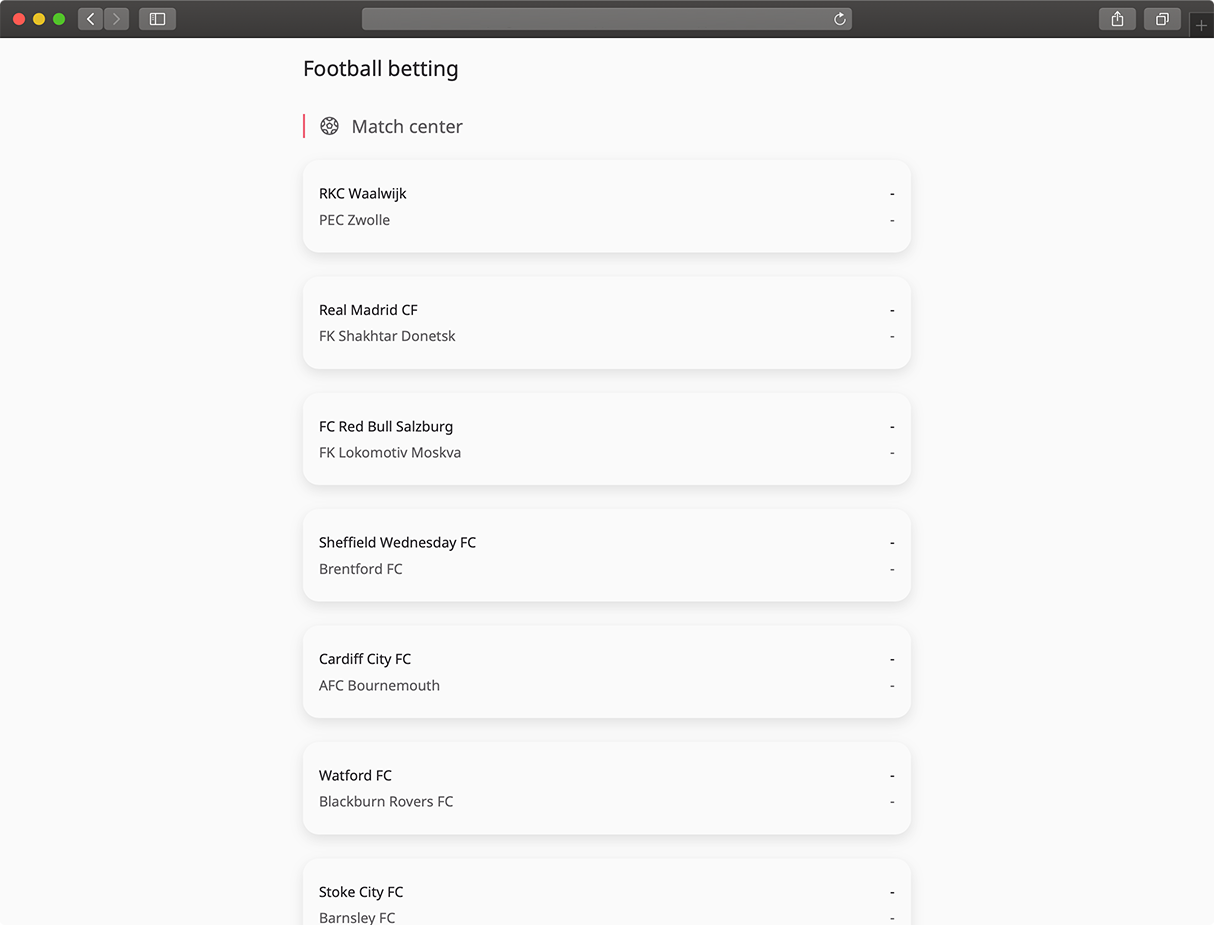 Football betting
Match center
RKC Waalwijk -
PEC Zwolle -
Real Madrid CF -
FK Shakhtar Donetsk -
FC Red Bull Salzburg -
FK Lokomotiv Moskva -
Sheffield Wednesday FC -
Brentford FC -
Cardiff City FC -
AFC Bournemouth -
Watford FC -
Blackburn Rovers FC -
Stoke City FC -
Barnsley FC -